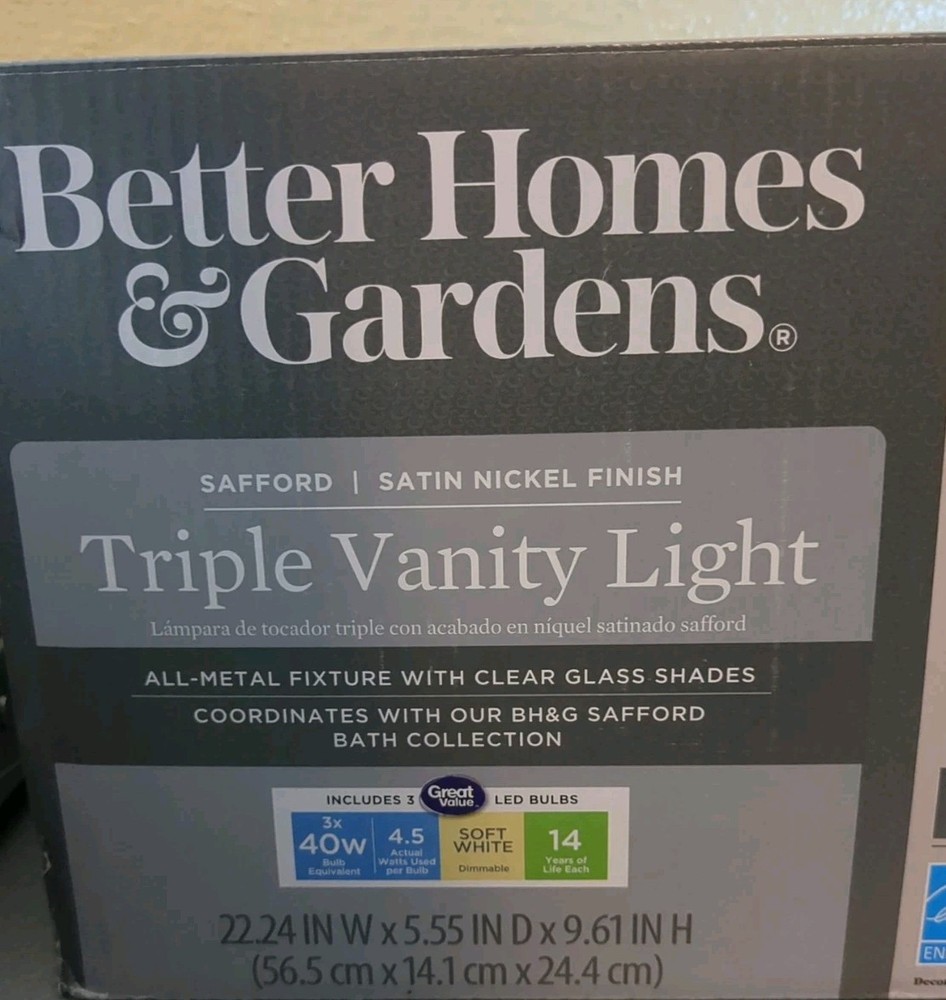 Better Homes
& Gardens®
SAFFORD | SATIN NICKEL FINISH
Triple Vanity Light
Lámpara de tocador triple con acabado en níquel satinado safford
ALL-METAL FIXTURE WITH CLEAR GLASS SHADES
COORDINATES WITH OUR BH&G SAFFORD
BATH COLLECTION
INCLUDES 3 Great Value LED BULBS
3x
40W
Bulb
Equivalent
4.5
Actual
Watts Used
per Bulb
SOFT
WHITE
Dimmable
14
Years of
Life Each
22.24 IN W x 5.55 IN D x 9.61 IN H
(56.5 cm x 14.1 cm x 24.4 cm)
EN
Deco